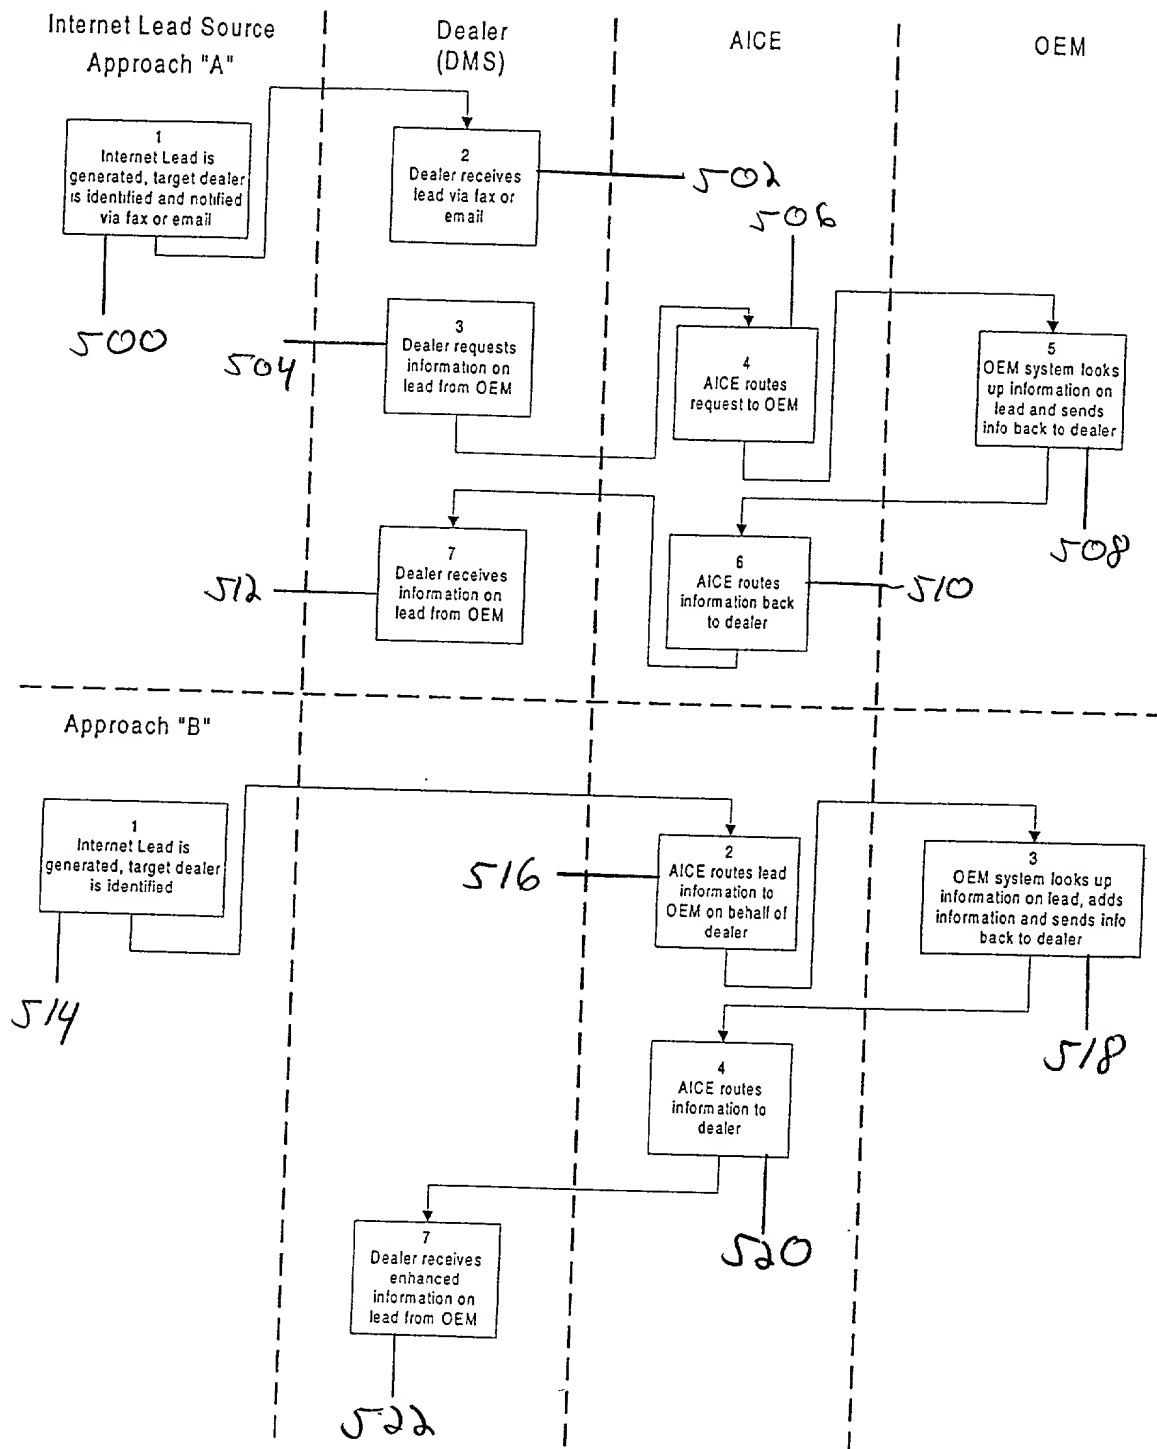 Internet Lead Source
Approach "A"
Dealer
(DMS)
AICE
OEM
1
Internet Lead is
generated, target dealer
is identified and notified
via fax or email
2
Dealer receives
lead via fax or
email
502
506
500
504
3
Dealer requests
information on
lead from OEM
4
AICE routes
request to OEM
5
OEM system looks
up information on
lead and sends
info back to dealer
508
512
7
Dealer receives
information on
lead from OEM
6
AICE routes
information back
to dealer
510
Approach "B"
1
Internet Lead is
generated, target dealer
is identified
514
516
2
AICE routes lead
information to
OEM on behalf of
dealer
3
OEM system looks up
information on lead, adds
information and sends info
back to dealer
518
4
AICE routes
information to
dealer
520
7
Dealer receives
enhanced
information on
lead from OEM
522